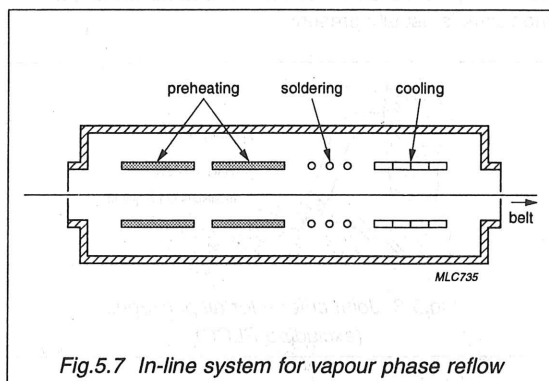 preheating soldering cooling
belt
MLC735
Fig.5.7 In-line system for vapour phase reflow